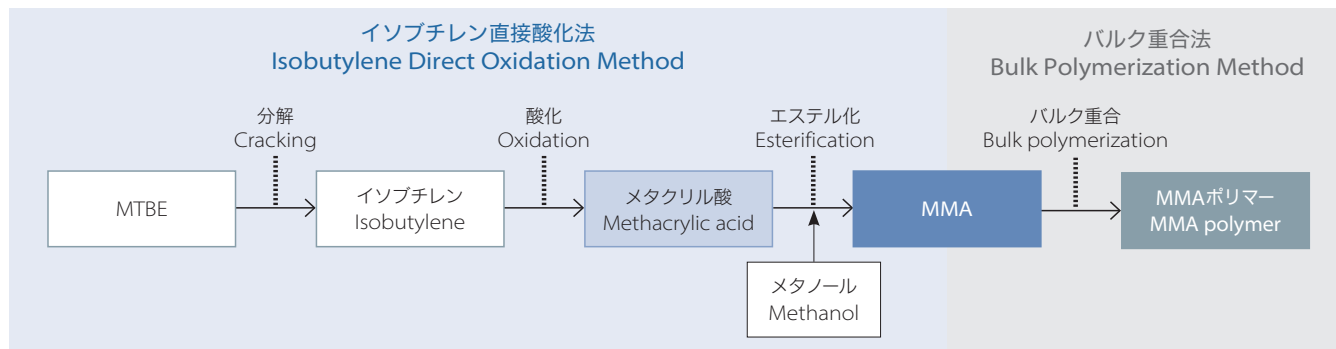 イソブチレン直接酸化法
Isobutylene Direct Oxidation Method
バルク重合法
Bulk Polymerization Method
分解
Cracking
酸化
Oxidation
エステル化
Esterification
バルク重合
Bulk polymerization
MTBE
イソブチレン
Isobutylene
メタクリル酸
Methacrylic acid
MMA
MMAポリマー
MMA polymer
メタノール
Methanol